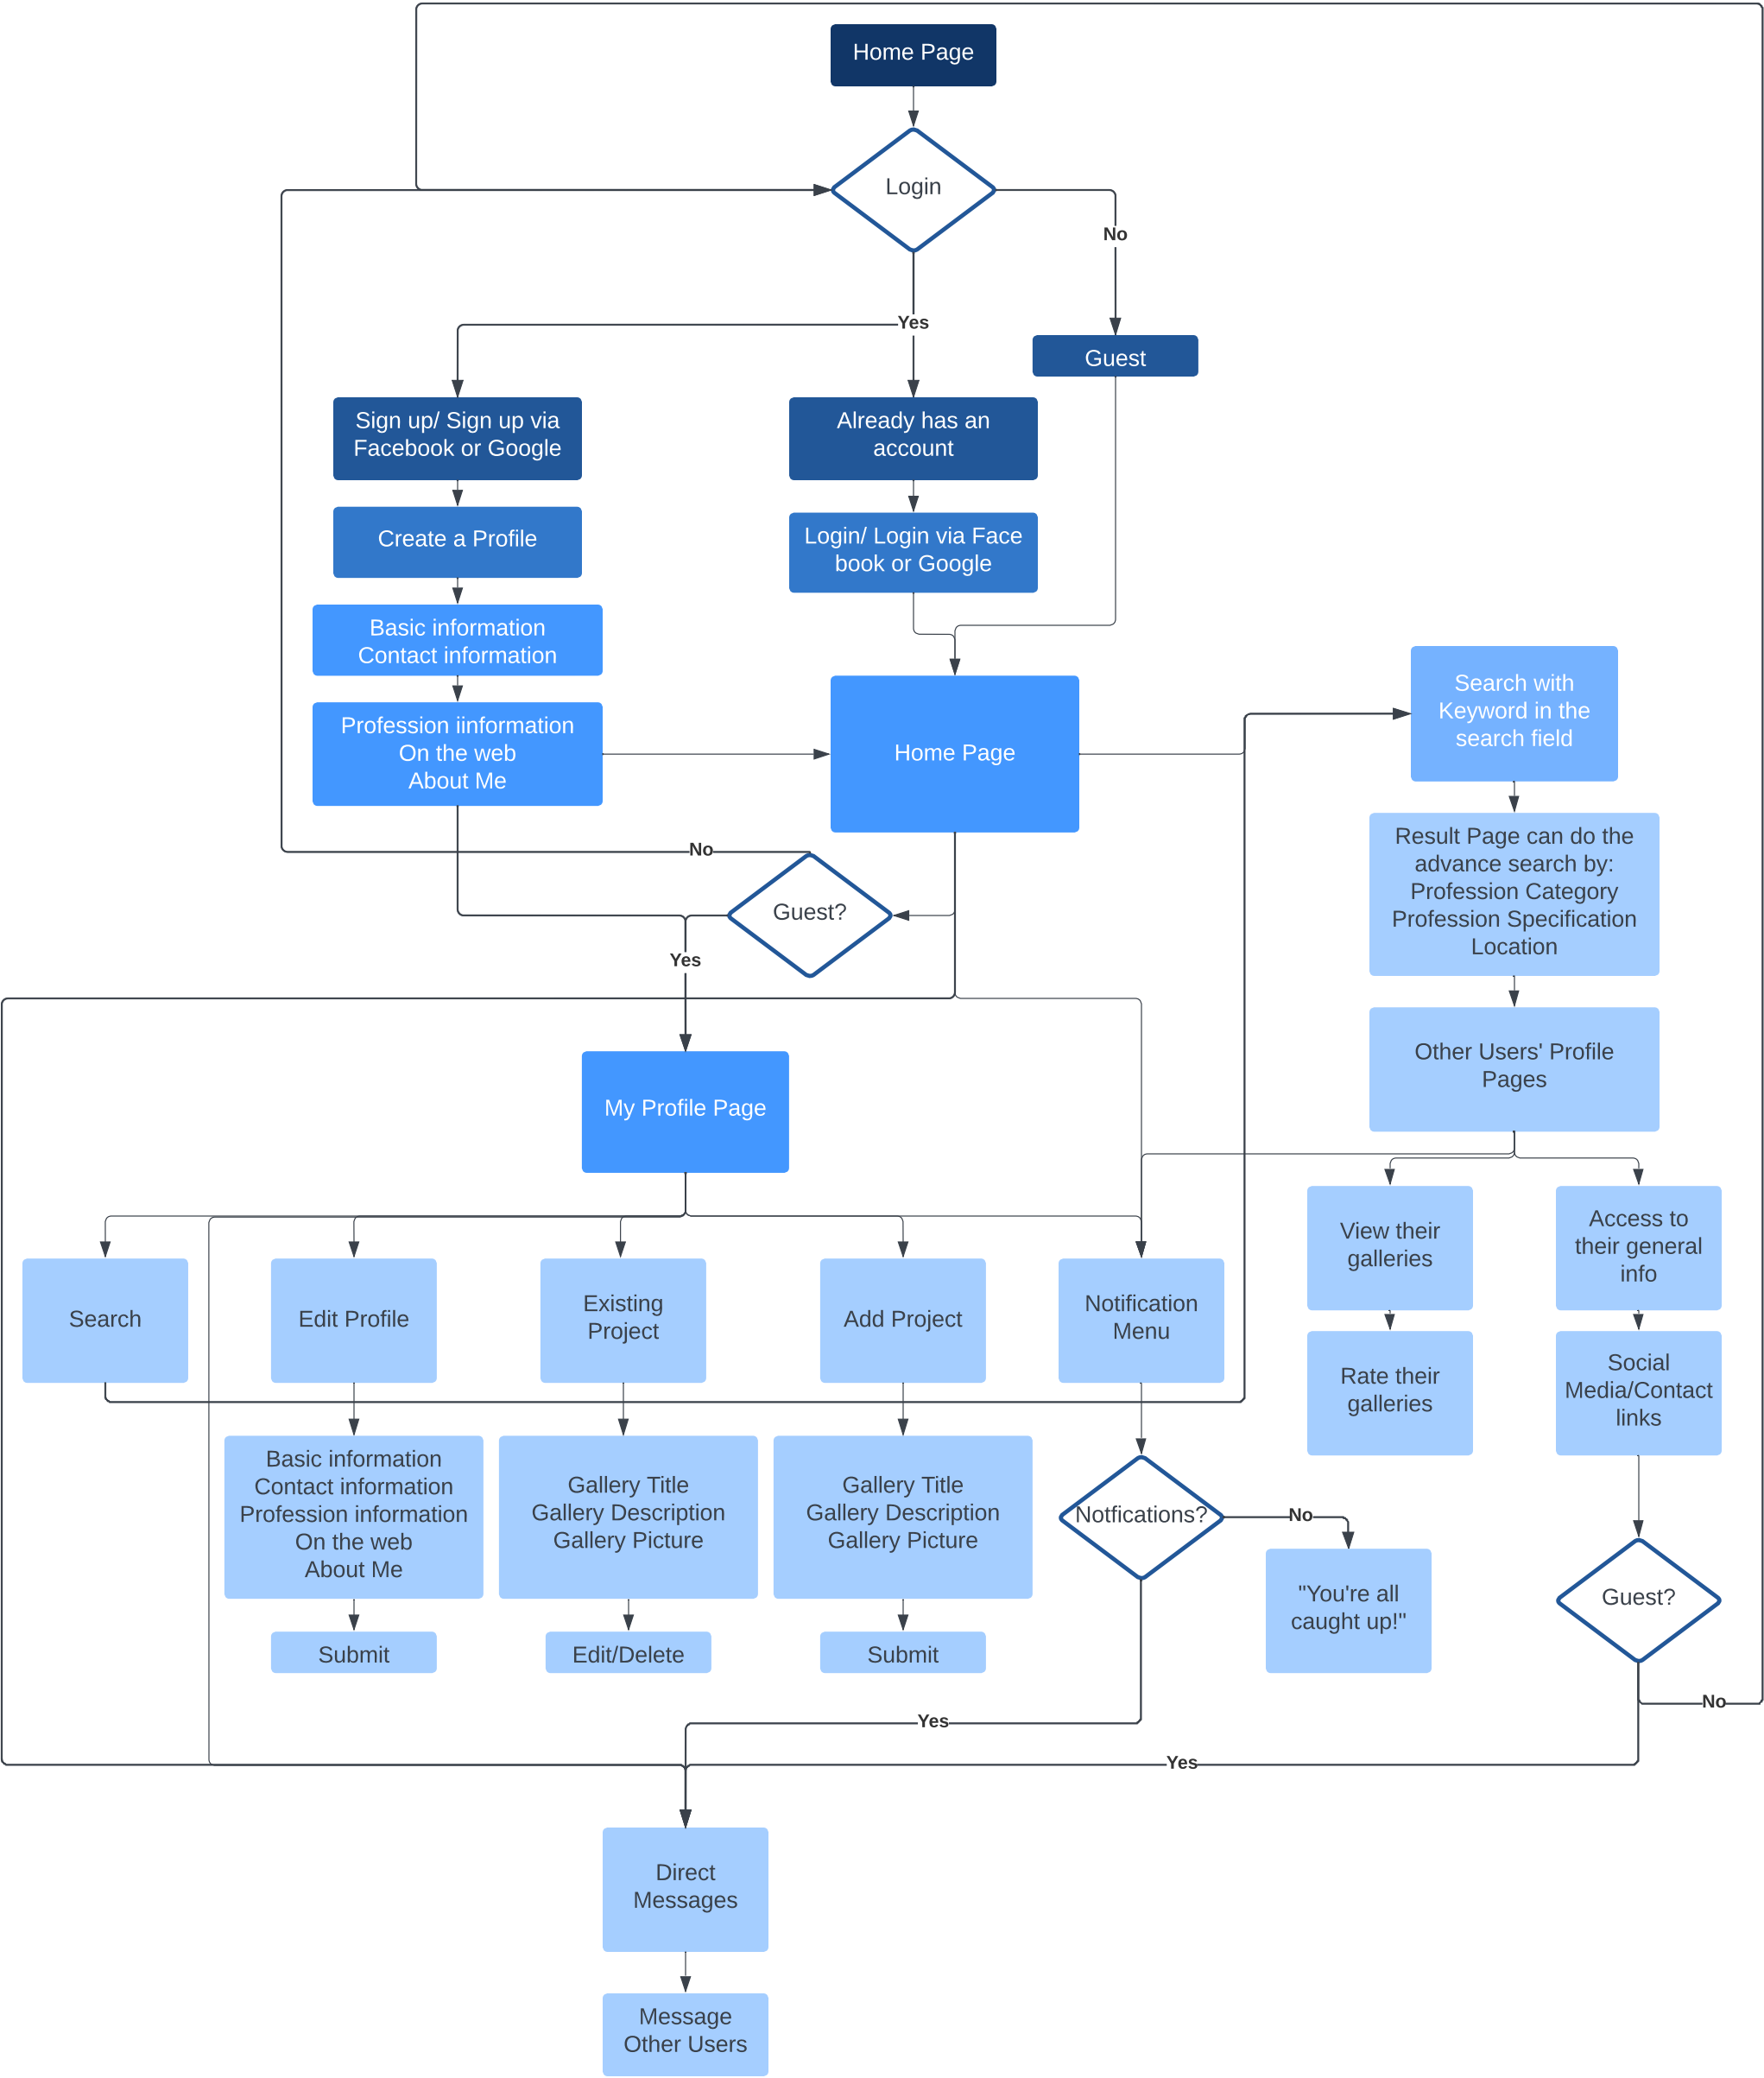 Home Page
Login
No
Yes
Guest
Sign up/ Sign up via
Facebook or Google
Already has an
account
Create a Profile
Login/ Login via Face
book or Google
Basic information
Contact information
Profession iinformation
On the web
About Me
Home Page
Search with
Keyword in the
search field
Result Page can do the
advance search by:
Profession Category
Profession Specification
Location
No
Guest?
Yes
Other Users' Profile
Pages
My Profile Page
View their
galleries
Access to
their general
info
Search
Edit Profile
Existing
Project
Add Project
Notification
Menu
Rate their
galleries
Social
Media/Contact
links
Basic information
Contact information
Profession information
On the web
About Me
Gallery Title
Gallery Description
Gallery Picture
Gallery Title
Gallery Description
Gallery Picture
Notfications?
No
"You're all
caught up!"
Guest?
Submit
Edit/Delete
Submit
No
Yes
Yes
Direct
Messages
Message
Other Users